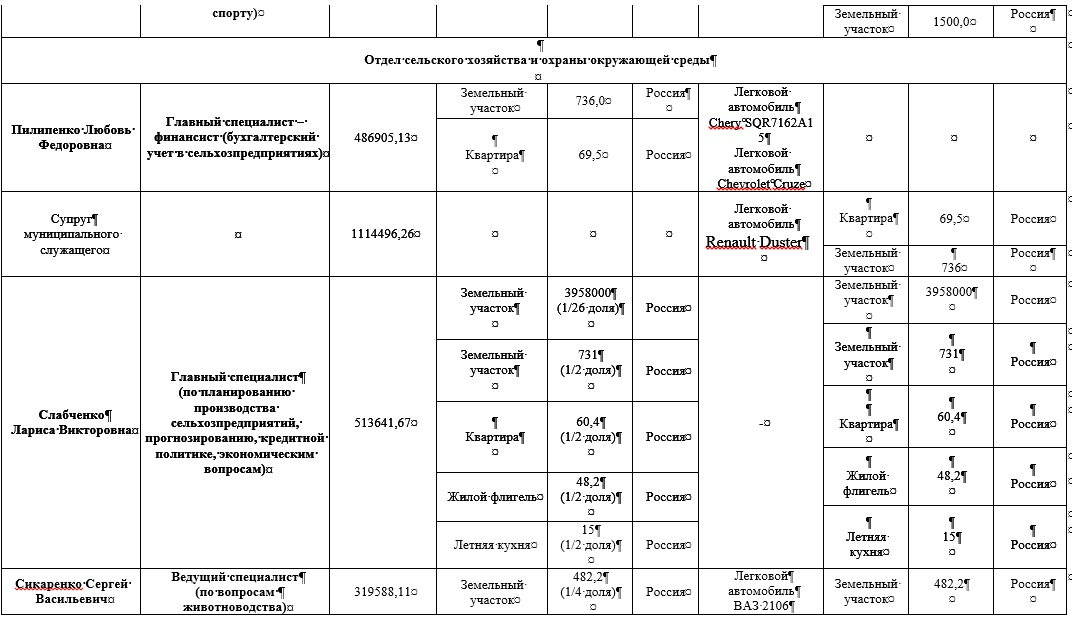 спорту)
Земельный участок
1500,0
Россия
Отдел сельского хозяйства и охраны окружающей среды
Пилипенко Любовь
Федоровна
Главный специалист –
финансист (бухгалтерский
учет в сельхозпредприятиях)
486905,13
Земельный
участок
736,0
Россия
Квартира
69,5
Россия
Легковой
автомобиль
Chery SQR7162A1
5
Легковой
автомобиль
Chevrolet Cruze
Супруг
муниципального
служащего
1114496,26
Легковой
автомобиль
Renault Duster
Квартира
69,5
Россия
Земельный
участок
736
Россия
Слабченко
Лариса Викторовна
Главный специалист
(по планированию
производства
сельхозпредприятий,
прогнозированию, кредитной
политике, экономическим
вопросам)
513641,67
Земельный
участок
3958000
(1/26 доля)
Россия
Земельный
участок
731
(1/2 доля)
Россия
Квартира
60,4
(1/2 доля)
Россия
Жилой флигель
48,2
(1/2 доля)
Россия
Летняя кухня
15
(1/2 доля)
Россия
-
Земельный
участок
3958000
Россия
Земельный
участок
731
Россия
Квартира
60,4
Россия
Жилой
флигель
48,2
Россия
Летняя
кухня
15
Россия
Сикаренко Сергей
Васильевич
Ведущий специалист
(по вопросам
животноводства)
319588,11
Земельный
участок
482,2
(1/4 доля)
Россия
Легковой
автомобиль
ВАЗ 2106
Земельный
участок
482,2
Россия